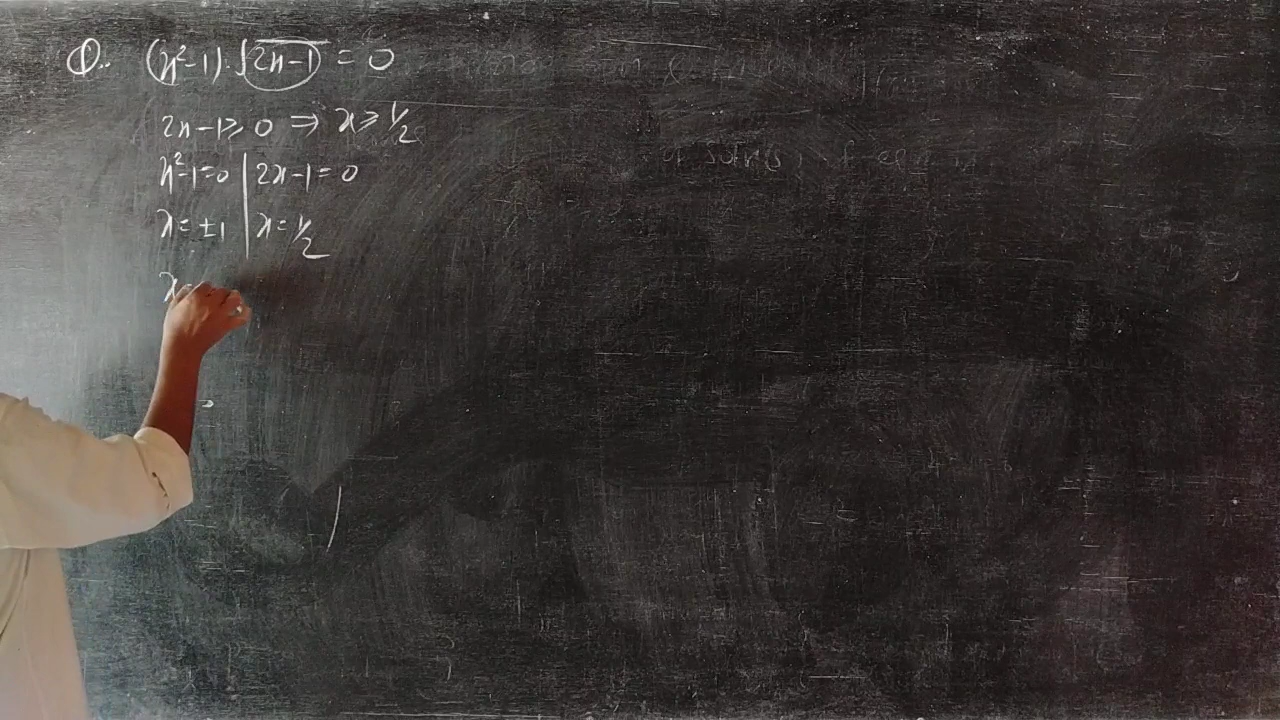 Q. (x²-1).√(2x-1) = 0
2x-1≥0 ⇒ x≥1/2
x²-1=0 | 2x-1=0
x=±1 | x=1/2
x=